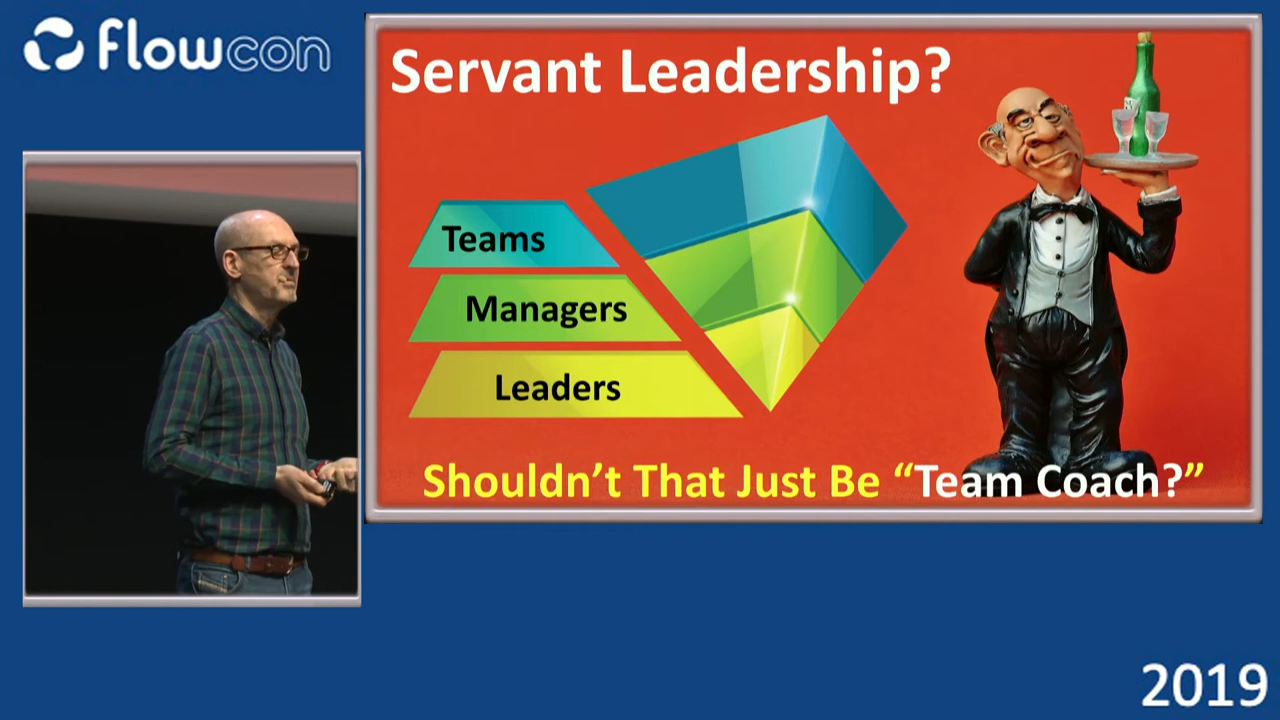 flowcon
Servant Leadership?
Teams
Managers
Leaders
Shouldn't That Just Be "Team Coach?"
2019